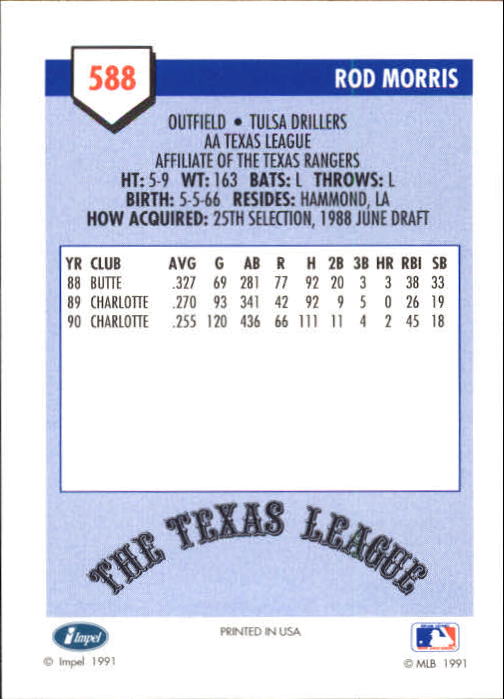 588
ROD MORRIS
OUTFIELD • TULSA DRILLERS
AA TEXAS LEAGUE
AFFILIATE OF THE TEXAS RANGERS
HT: 5-9 WT: 163 BATS: L THROWS: L
BIRTH: 5-5-66 RESIDES: HAMMOND, LA
HOW ACQUIRED: 25TH SELECTION, 1988 JUNE DRAFT
YR CLUB AVG G AB R H 2B 3B HR RBI SB
88 BUTTE .327 69 281 77 92 20 3 3 38 33
89 CHARLOTTE .270 93 341 42 92 9 5 0 26 19
90 CHARLOTTE .255 120 436 66 111 11 4 2 45 18
THE TEXAS LEAGUE
Impel
PRINTED IN USA
© Impel 1991
© MLB 1991